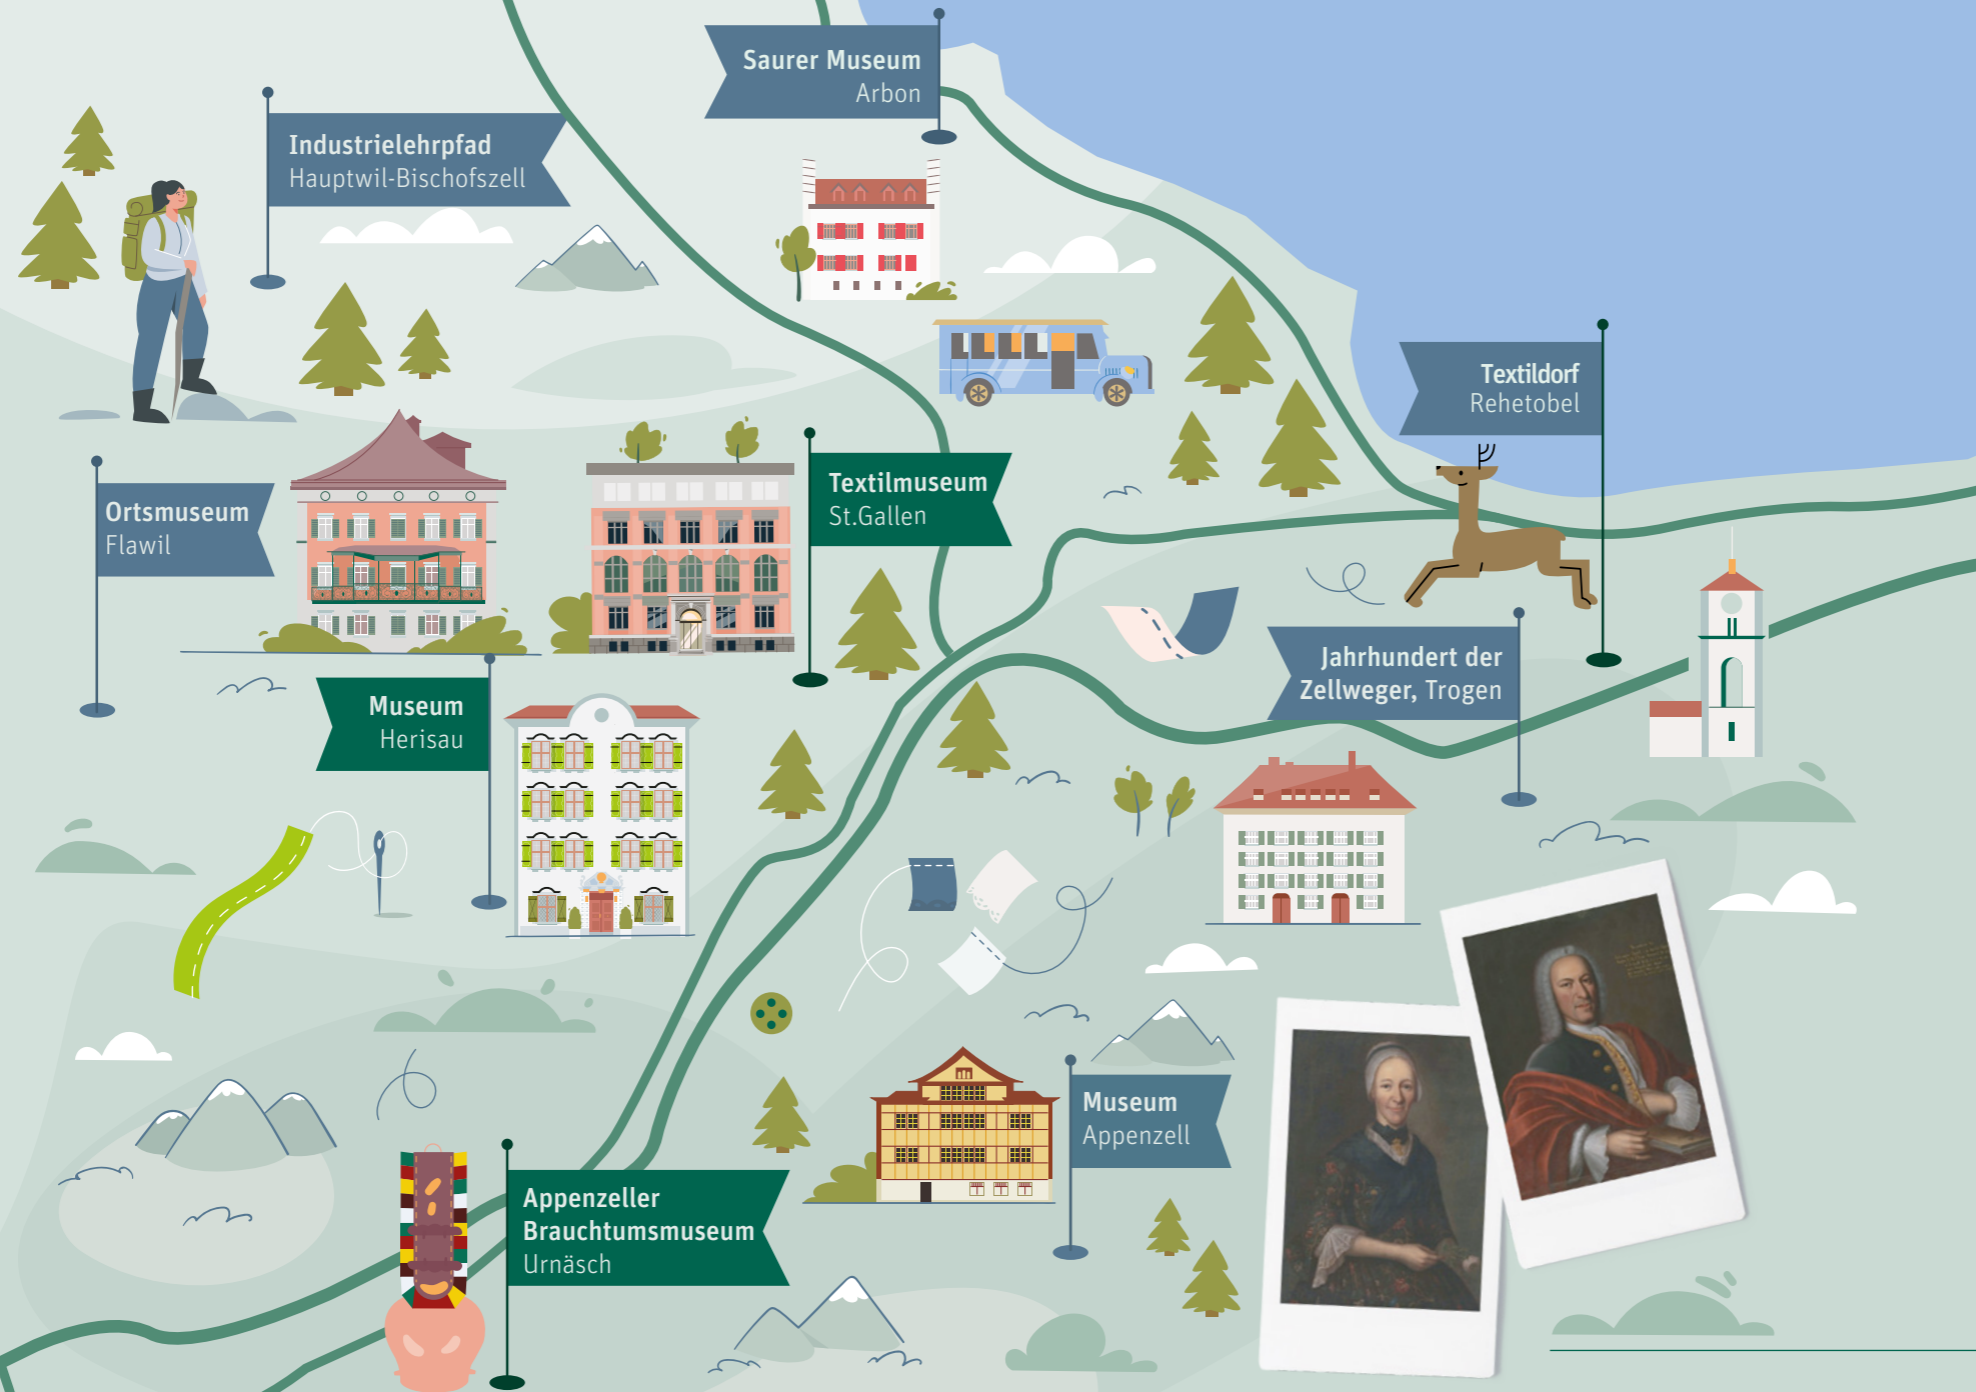 Saurer Museum
Arbon
Industrielehrpfad
Hauptwil-Bischofszell
Textildorf
Rehetobel
Ortsmuseum
Flawil
Textilmuseum
St.Gallen
Jahrhundert der
Zellweger, Trogen
Museum
Herisau
Museum
Appenzell
Appenzeller
Brauchtumsmuseum
Urnäsch